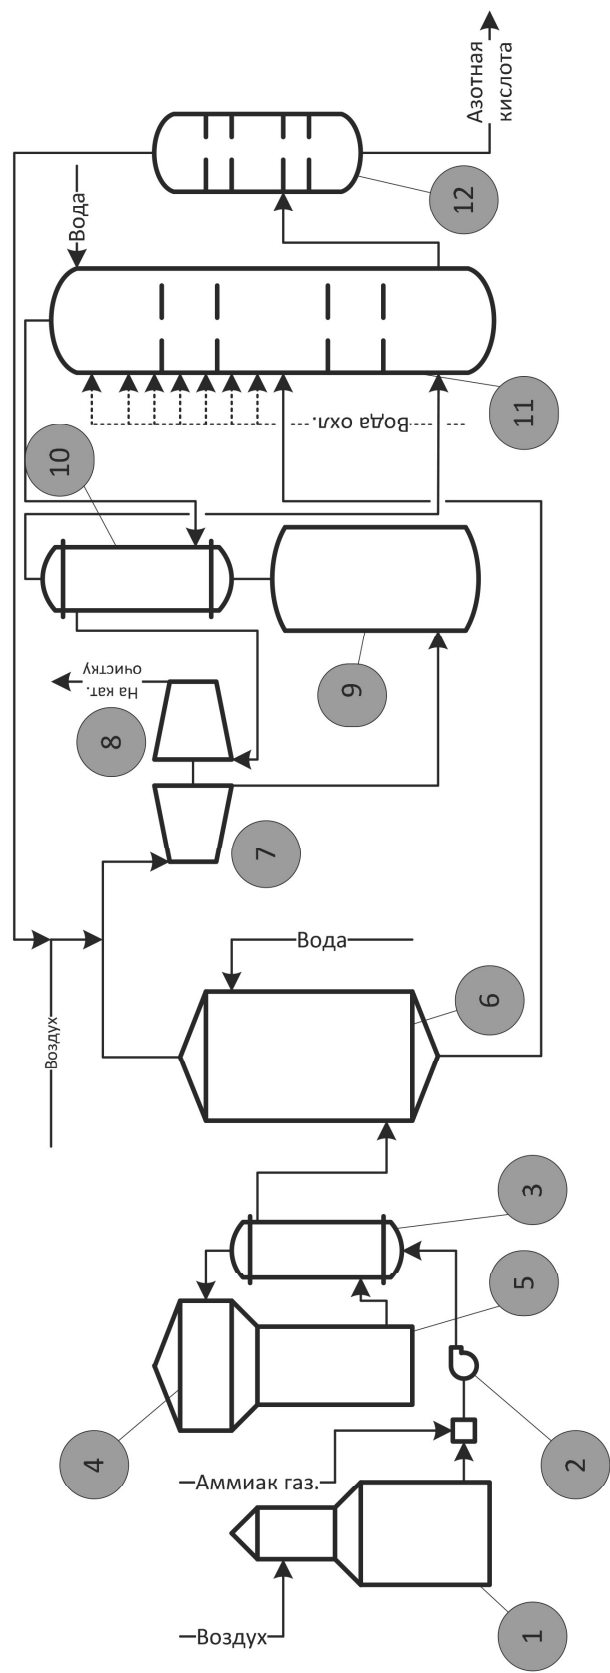 Воздух
Аммиак газ.
1
2
3
4
5
6
Вода
Воздух
7
8
На кат.
очистку
9
10
11
12
Вода охл.
Вода
Азотная
кислота